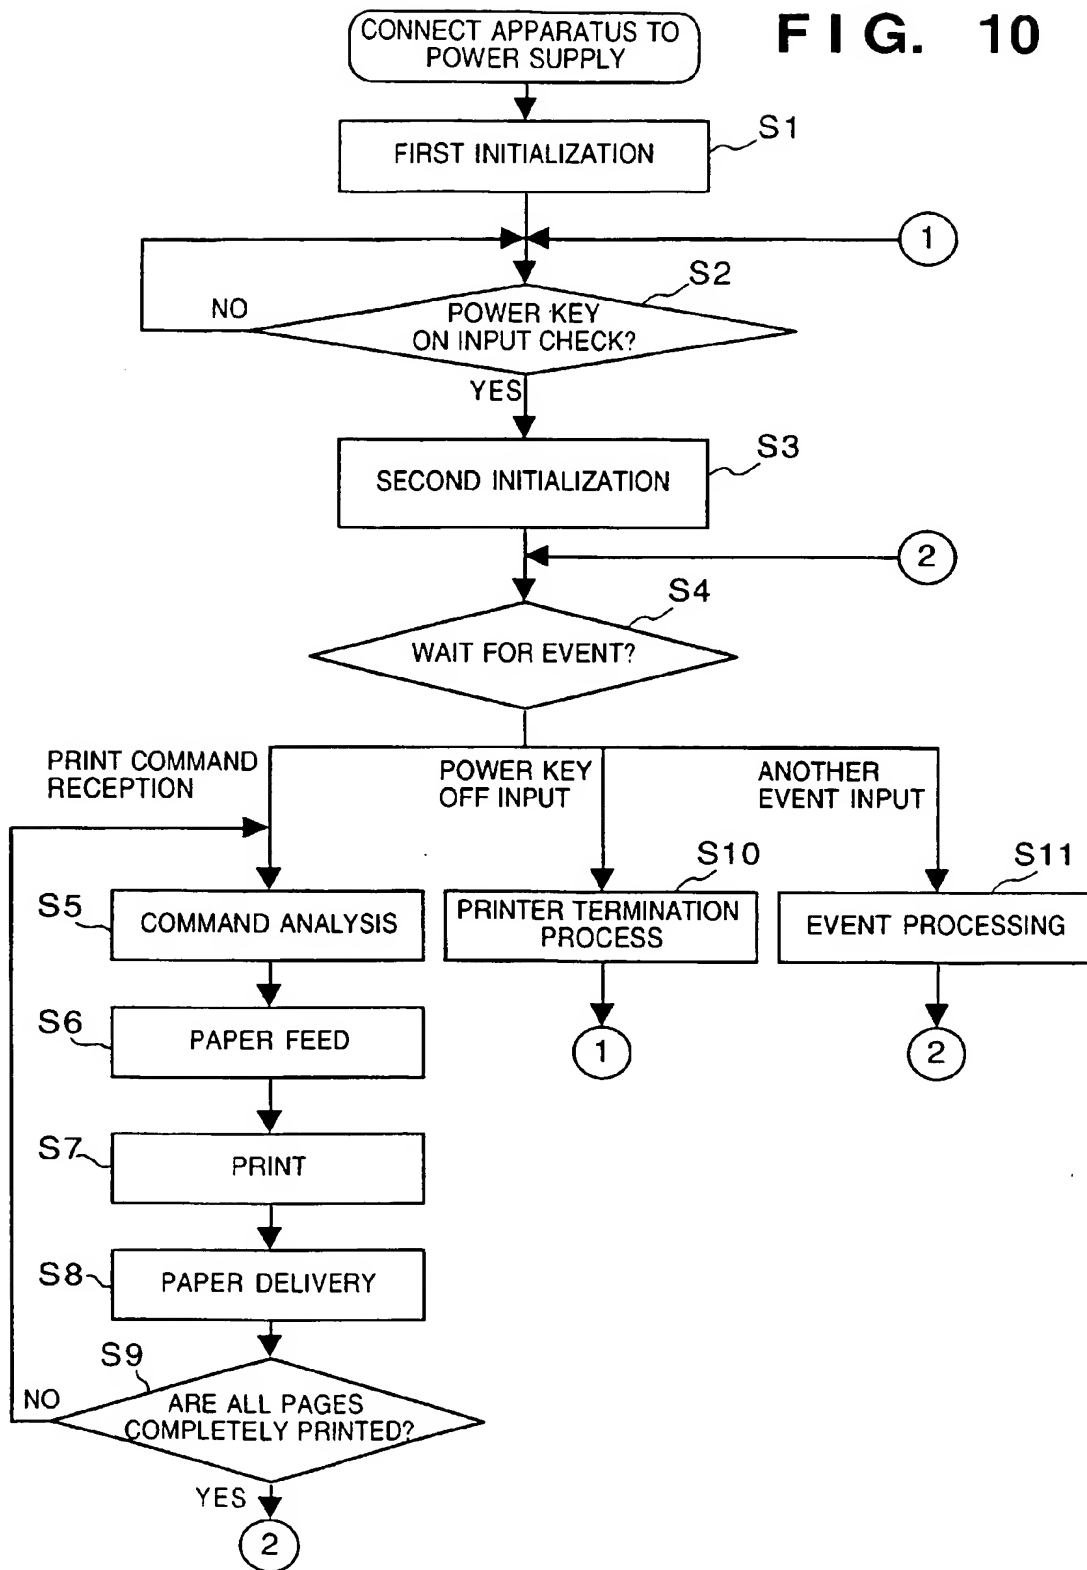 FIG. 10
CONNECT APPARATUS TO
POWER SUPPLY
S1
FIRST INITIALIZATION
1
S2
NO
POWER KEY
ON INPUT CHECK?
YES
S3
SECOND INITIALIZATION
2
S4
WAIT FOR EVENT?
PRINT COMMAND
RECEPTION
POWER KEY
OFF INPUT
ANOTHER
EVENT INPUT
S5
COMMAND ANALYSIS
S10
PRINTER TERMINATION
PROCESS
S11
EVENT PROCESSING
S6
PAPER FEED
1
2
S7
PRINT
S8
PAPER DELIVERY
S9
NO
ARE ALL PAGES
COMPLETELY PRINTED?
YES
2